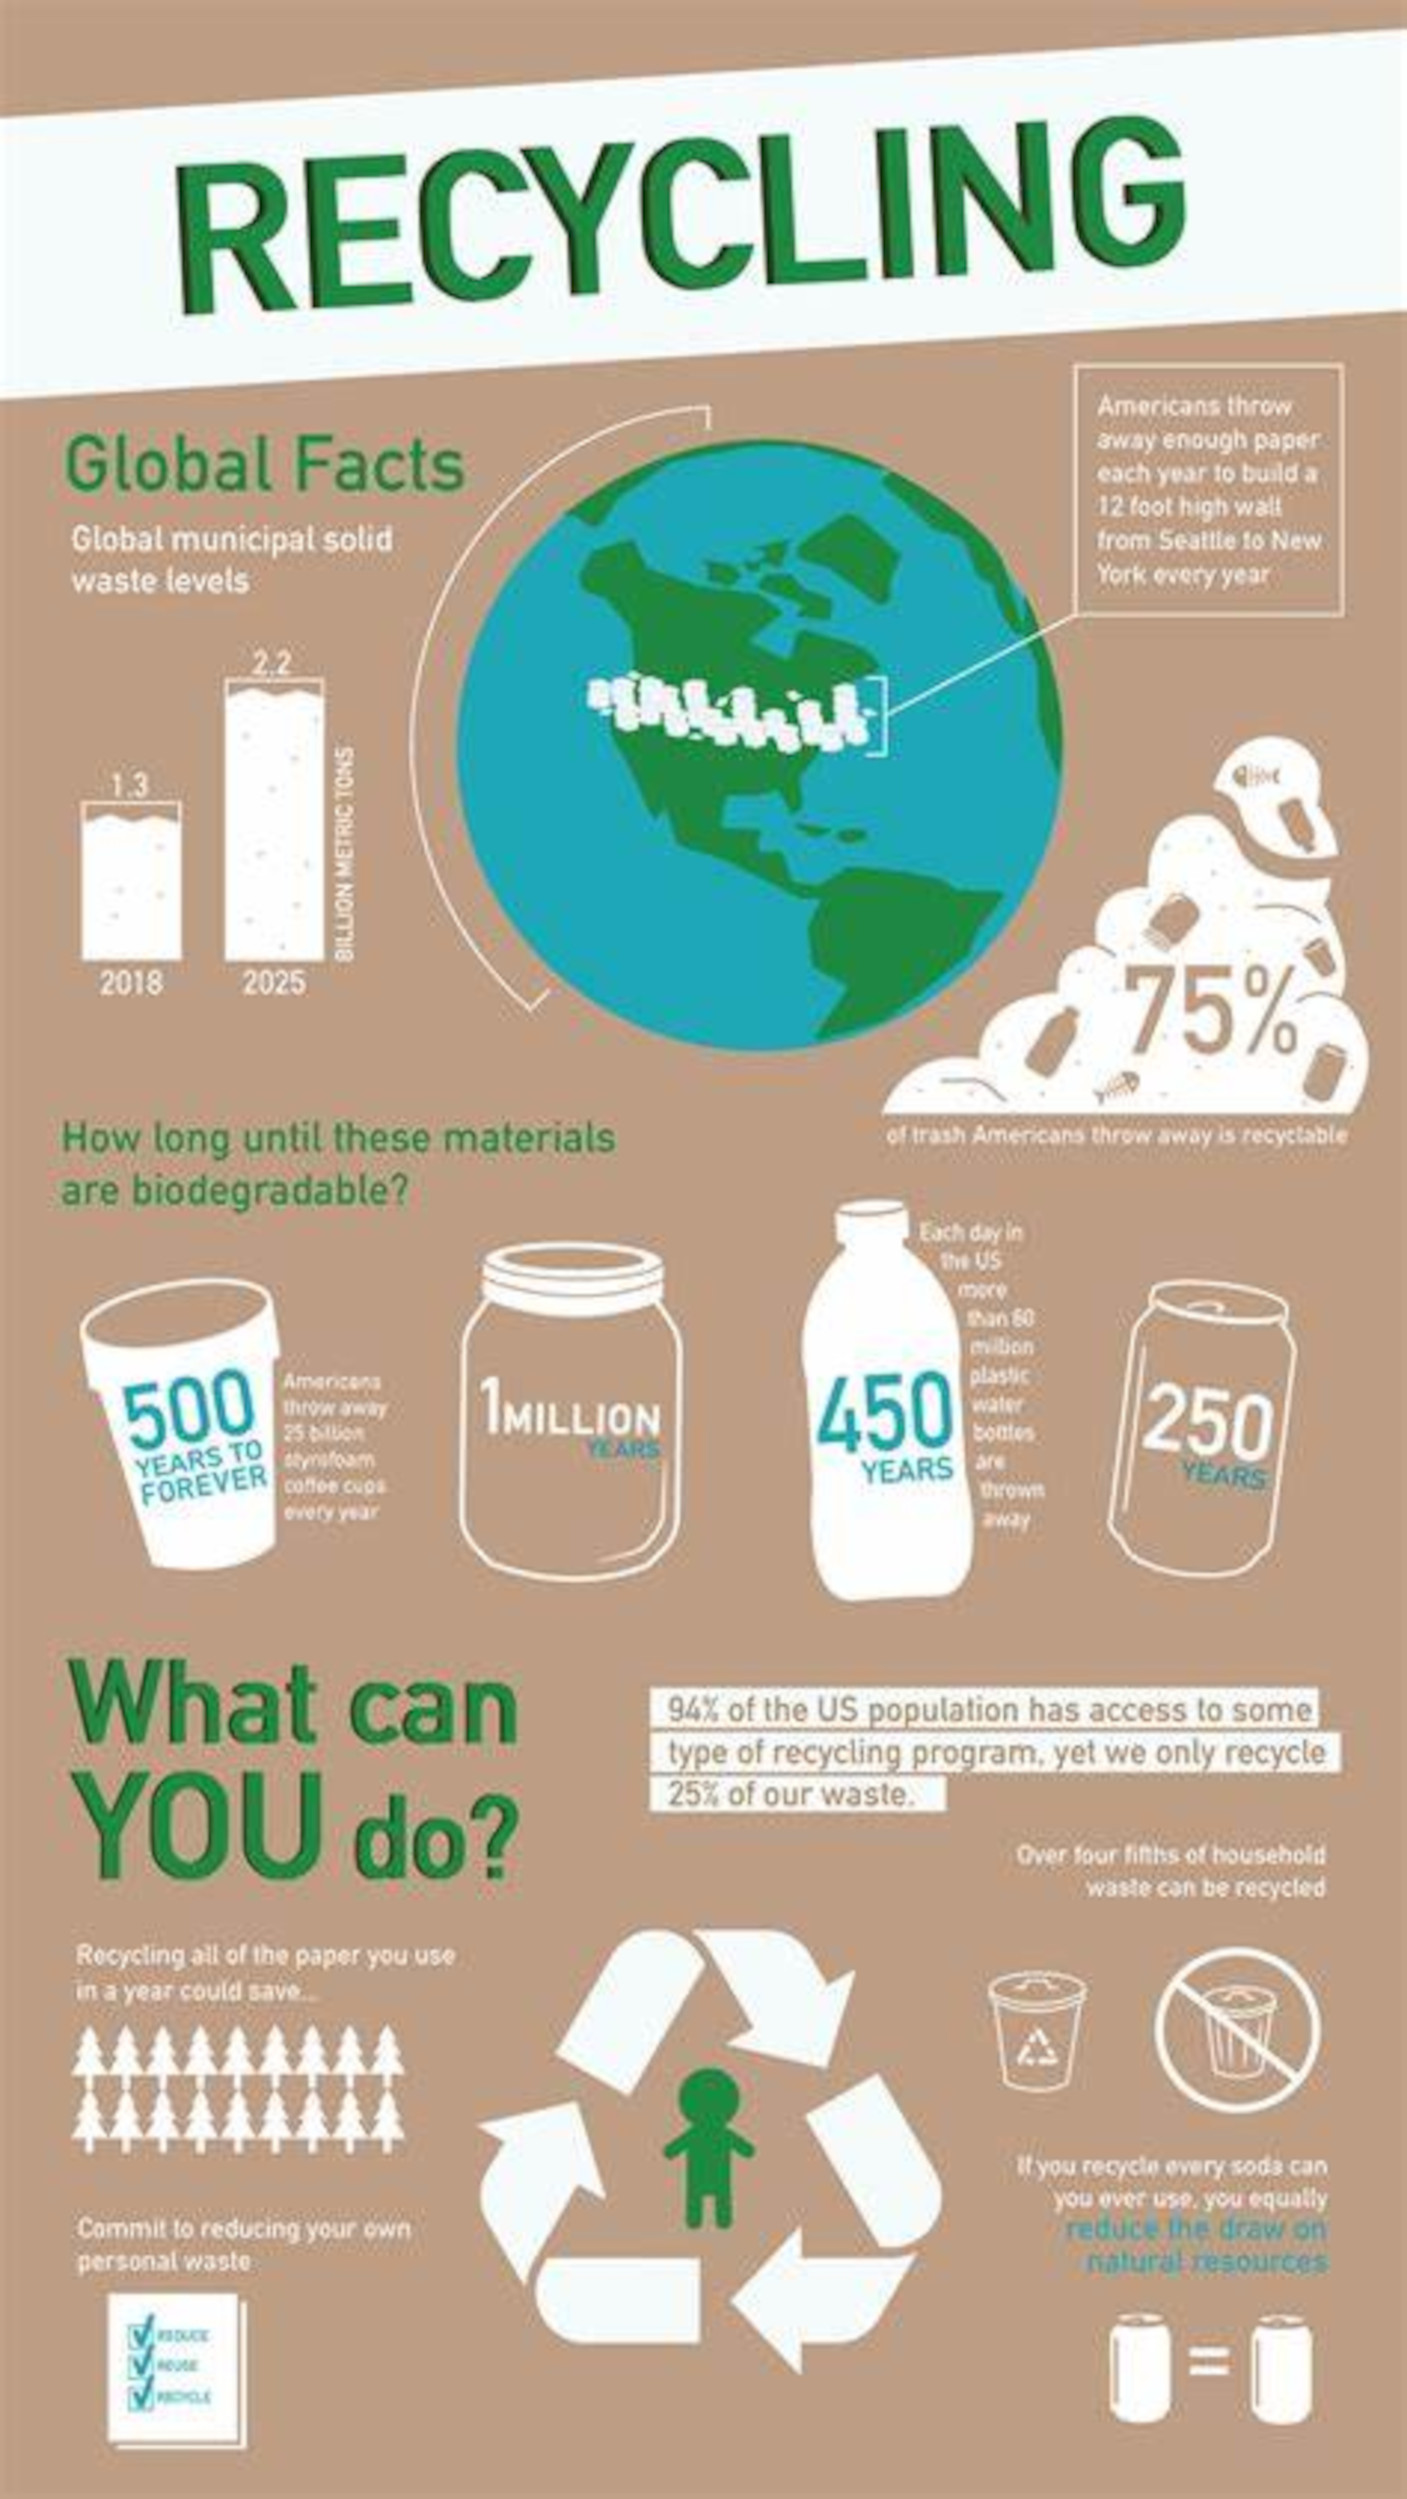 RECYCLING
Global Facts
Global municipal solid
waste levels
2.2
1.3
BILLION METRIC TONS
2018
2025
Americans throw
away enough paper
each year to build a
12 foot high wall
from Seattle to New
York every year
75%
of trash Americans throw away is recyclable
How long until these materials
are biodegradable?
500
YEARS TO
FOREVER
Americans
throw away
25 billion
styrofoam
coffee cups
every year
1MILLION
YEARS
450
YEARS
Each day in
the US
more
than 60
million
plastic
water
bottles
are
thrown
away
250
YEARS
What can
YOU do?
94% of the US population has access to some
type of recycling program, yet we only recycle
25% of our waste.
Over four fifths of household
waste can be recycled
Recycling all of the paper you use
in a year could save...
Commit to reducing your own
personal waste
REDUCE
REUSE
RECYCLE
If you recycle every soda can
you ever use, you equally
reduce the draw on
natural resources
=